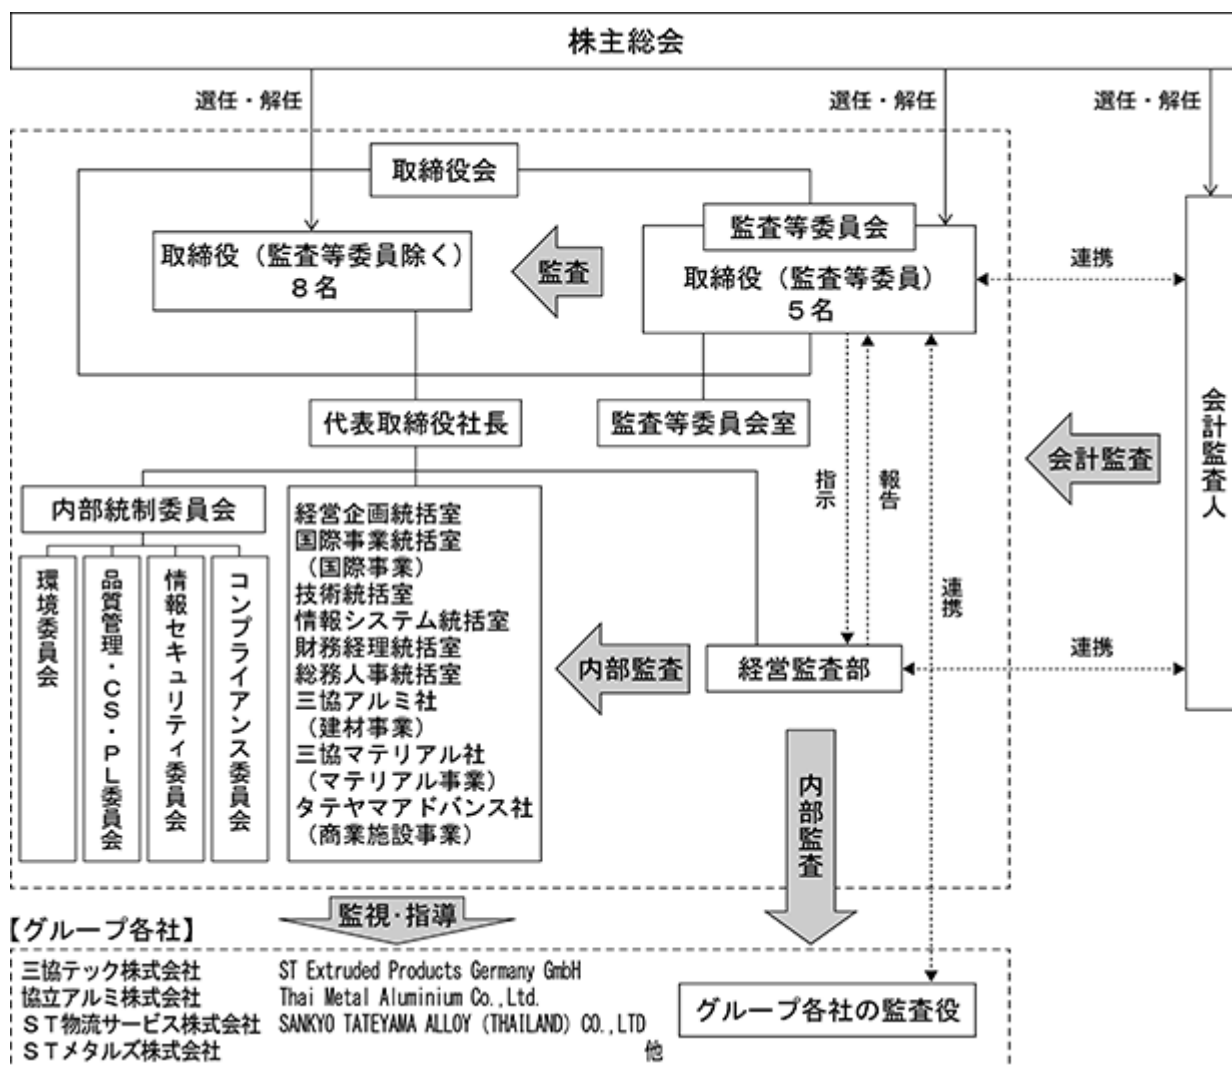 株主総会
選任・解任
選任・解任
選任・解任
取締役会
監査等委員会
取締役（監査等委員除く）
８名
監査
取締役（監査等委員）
５名
連携
代表取締役社長
監査等委員会室
会計監査人
会計監査
指示
報告
連携
内部統制委員会
環境委員会
品質管理・ＣＳ・ＰＬ委員会
情報セキュリティ委員会
コンプライアンス委員会
経営企画統括室
国際事業統括室
（国際事業）
技術統括室
情報システム統括室
財務経理統括室
総務人事統括室
三協アルミ社
（建材事業）
三協マテリアル社
（マテリアル事業）
タテヤマアドバンス社
（商業施設事業）
内部監査
経営監査部
連携
内部監査
監視・指導
【グループ各社】
三協テック株式会社
協立アルミ株式会社
ＳＴ物流サービス株式会社
ＳＴメタルズ株式会社
ST Extruded Products Germany GmbH
Thai Metal Aluminium Co.,Ltd.
SANKYO TATEYAMA ALLOY (THAILAND) CO.,LTD
他
グループ各社の監査役